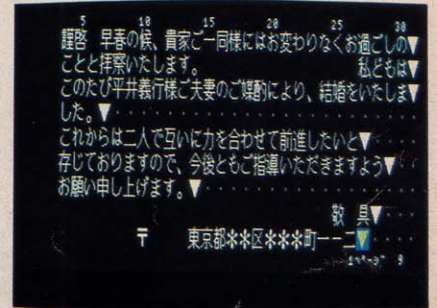 5 10 15 20 25 30
謹啓 早春の候、貴家ご一同様にはお変わりなくお過ごしの▼
ことと拝察いたします。 私どもは▼
このたび平井義行様ご夫妻のご媒酌により、結婚をいたしま▼
した。▼
これからは二人で互いに力を合わせて前進したいと▼
存じておりますので、今後ともご指導いただきますよう▼
お願い申し上げます。▼
敬 具▼
〒 東京都**区***町一一二▼
1ページ 9